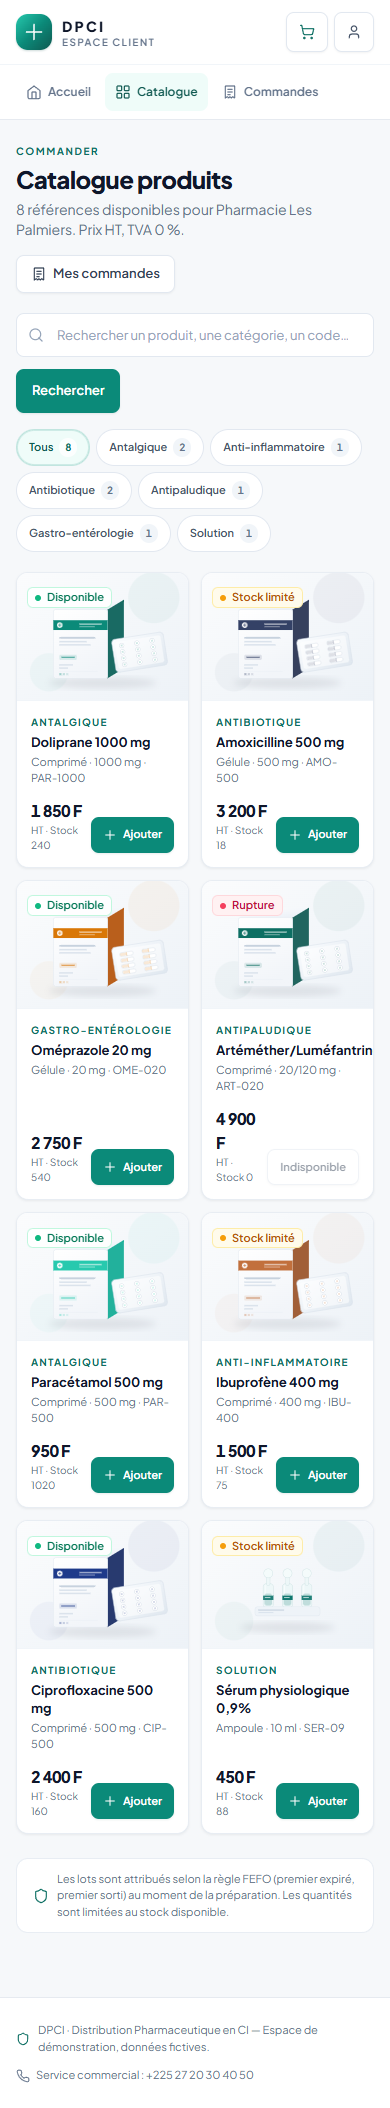 DPCI
ESPACE CLIENT
Accueil
Catalogue
Commandes
COMMANDER
Catalogue produits
8 références disponibles pour Pharmacie Les
Palmiers. Prix HT, TVA 0 %.
Mes commandes
Rechercher un produit, une catégorie, un code...
Rechercher
Tous 8
Antalgique 2
Anti-inflammatoire 1
Antibiotique 2
Antipaludique 1
Gastro-entérologie 1
Solution 1
Disponible
ANTALGIQUE
Doliprane 1000 mg
Comprimé · 1000 mg ·
PAR-1000
1 850 F
HT · Stock
240
Ajouter
Stock limité
ANTIBIOTIQUE
Amoxicilline 500 mg
Gélule · 500 mg · AMO-
500
3 200 F
HT · Stock
18
Ajouter
Disponible
GASTRO-ENTÉROLOGIE
Oméprazole 20 mg
Gélule · 20 mg · OME-020
2 750 F
HT · Stock
540
Ajouter
Rupture
ANTIPALUDIQUE
Artéméther/Luméfantrin
Comprimé · 20/120 mg ·
ART-020
4 900
F
HT ·
Stock 0
Indisponible
Disponible
ANTALGIQUE
Paracétamol 500 mg
Comprimé · 500 mg · PAR-
500
950 F
HT · Stock
1020
Ajouter
Stock limité
ANTI-INFLAMMATOIRE
Ibuprofène 400 mg
Comprimé · 400 mg · IBU-
400
1 500 F
HT · Stock
75
Ajouter
Disponible
ANTIBIOTIQUE
Ciprofloxacine 500
mg
Comprimé · 500 mg · CIP-
500
2 400 F
HT · Stock
160
Ajouter
Stock limité
SOLUTION
Sérum physiologique
0,9%
Ampoule · 10 ml · SER-09
450 F
HT · Stock
88
Ajouter
Les lots sont attribués selon la règle FEFO (premier expiré,
premier sorti) au moment de la préparation. Les quantités
sont limitées au stock disponible.
DPCI · Distribution Pharmaceutique en CI — Espace de
démonstration, données fictives.
Service commercial : +225 27 20 30 40 50